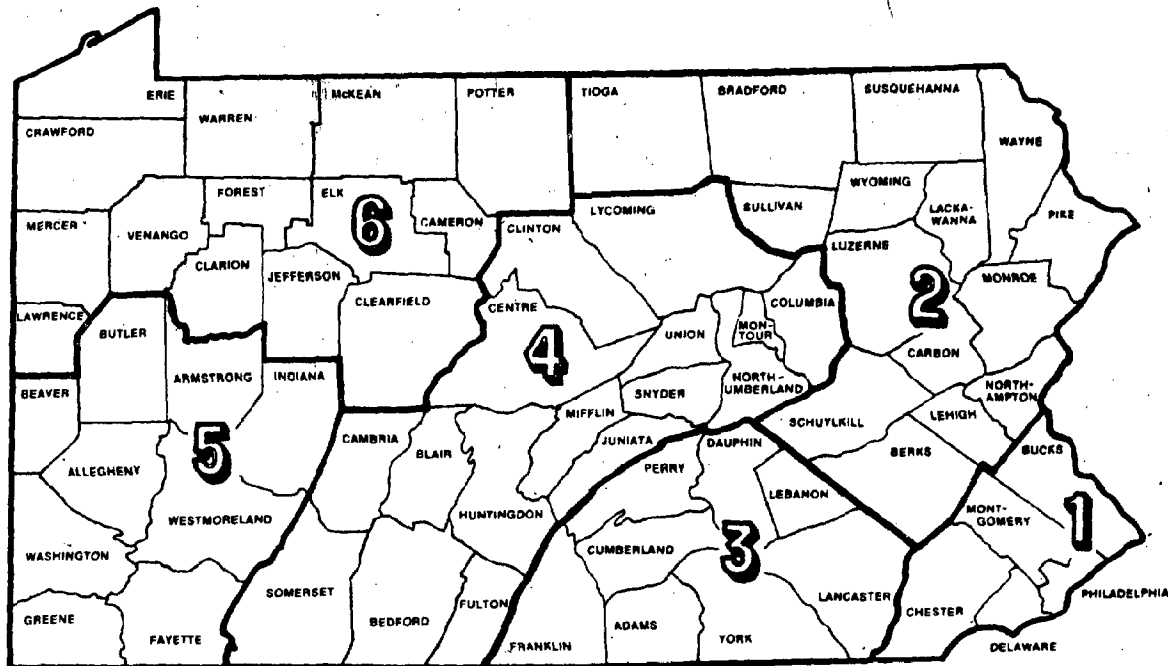 ERIE
McKEAN
POTTER
TIOGA
BRADFORD
SUSQUEHANNA
CRAWFORD
WARREN
WAYNE
FOREST
ELK
WYOMING
LACKA-
WANNA
PIKE
MERCER
VENANGO
6
CAMERON
CLINTON
LYCOMING
SULLIVAN
LUZERNE
CLARION
JEFFERSON
CLEARFIELD
CENTRE
COLUMBIA
2
MONROE
LAWRENCE
BUTLER
4
UNION
MON-
TOUR
CARBON
BEAVER
ARMSTRONG
INDIANA
SNYDER
NORTH-
UMBERLAND
NORTH-
AMPTON
MIFFLIN
LEHIGH
SCHUYLKILL
CAMBRIA
BLAIR
JUNIATA
DAUPHIN
BERKS
BUCKS
5
ALLEGHENY
PERRY
LEBANON
HUNTINGDON
MONT-
GOMERY
1
WESTMORELAND
CUMBERLAND
3
WASHINGTON
SOMERSET
BEDFORD
FULTON
LANCASTER
CHESTER
PHILADELPHIA
GREENE
FAYETTE
FRANKLIN
ADAMS
YORK
DELAWARE